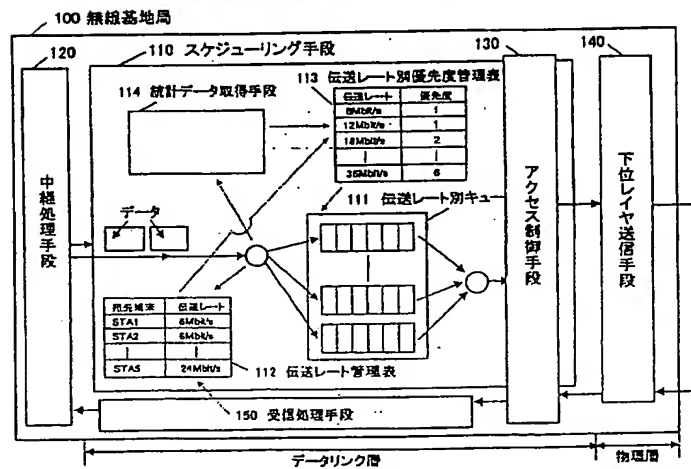 100 無線基地局
120
110 スケジューリング手段
130
140
114 統計データ取得手段
113 伝送レート別優先度管理表
伝送レート 優先度
6Mbit/s 1
12Mbit/s 1
18Mbit/s 2
36Mbit/s 6
中継処理手段
データ
111 伝送レート別キュー
アクセス制御手段
下位レイヤ送信手段
宛先端末 伝送レート
STA1 6Mbit/s
STA2 6Mbit/s
STA5 24Mbit/s
112 伝送レート管理表
150 受信処理手段
データリンク層
物理層